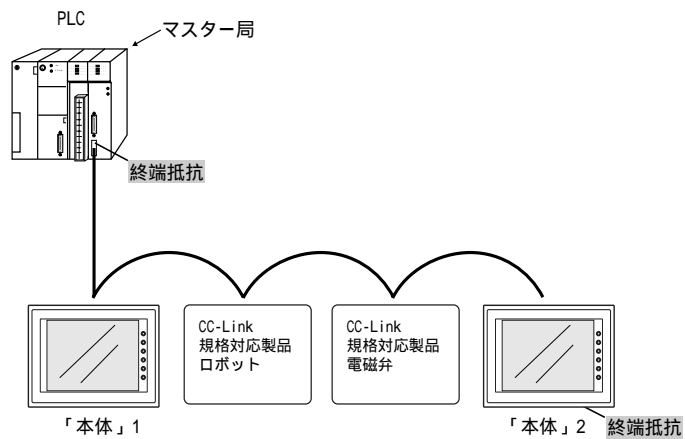 PLC
マスター局
終端抵抗
CC-Link
規格対応製品
ロボット
CC-Link
規格対応製品
電磁弁
「本体」1
「本体」2
終端抵抗